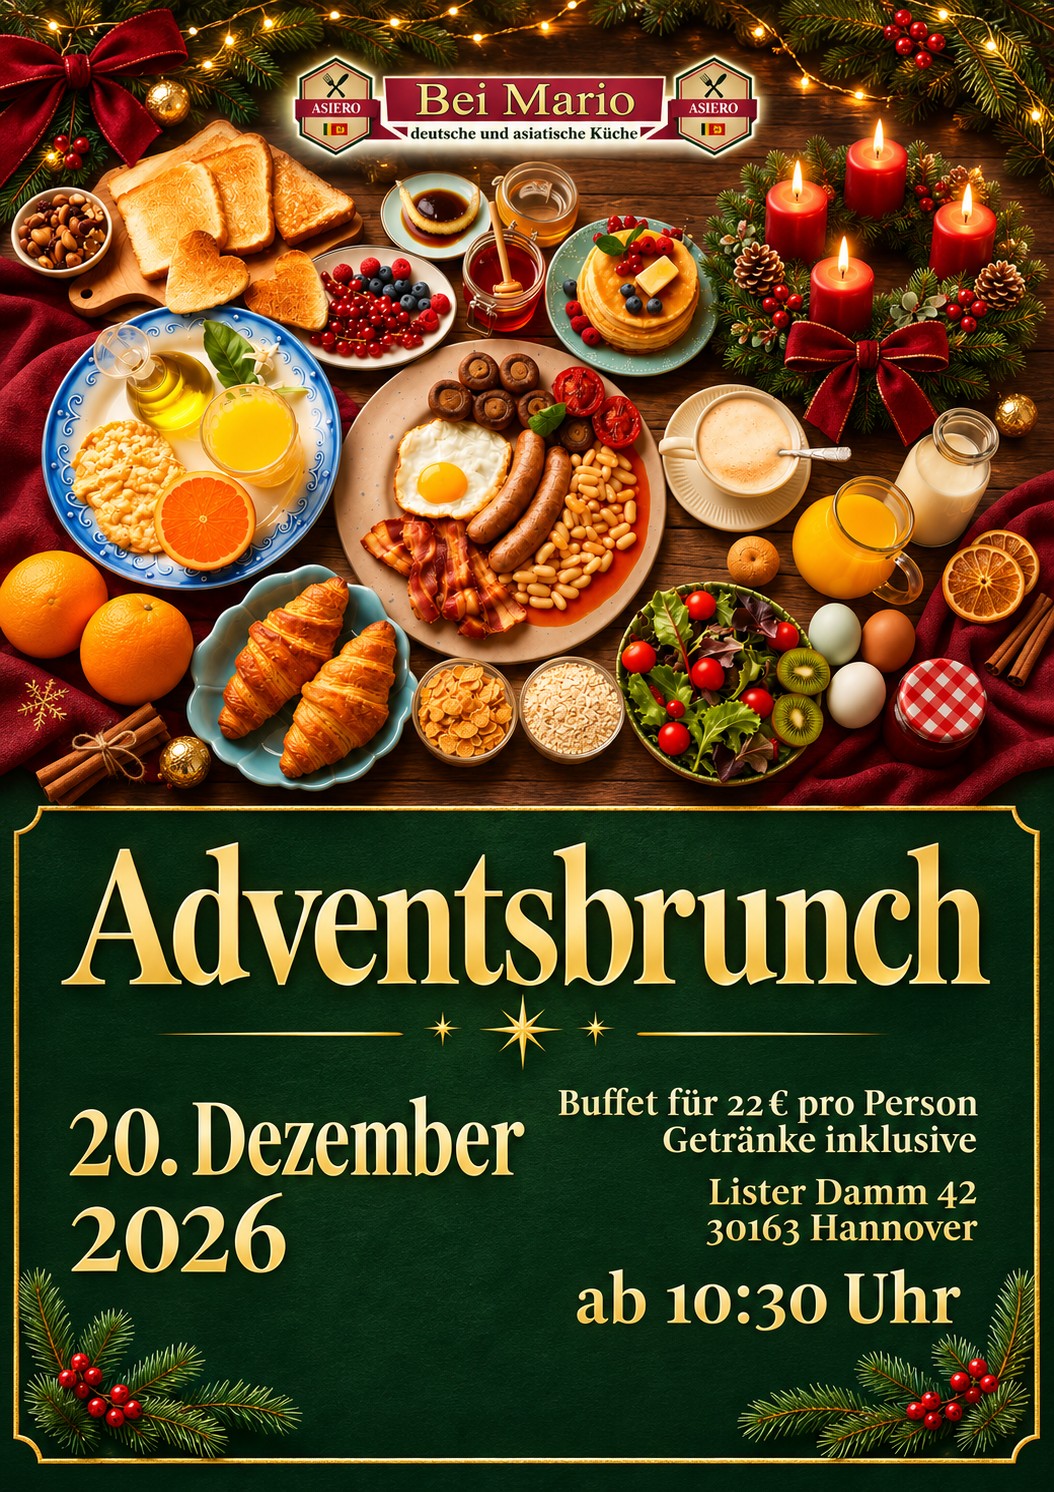 Bei Mario
ASIERO
ASIERO
deutsche und asiatische Küche
Adventsbrunch
20. Dezember
2026
Buffet für 22 € pro Person
Getränke inklusive
Lister Damm 42
30163 Hannover
ab 10:30 Uhr